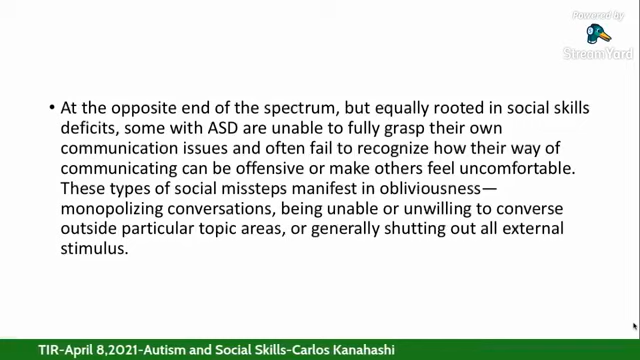 Powered by
StreamYard
• At the opposite end of the spectrum, but equally rooted in social skills
deficits, some with ASD are unable to fully grasp their own
communication issues and often fail to recognize how their way of
communicating can be offensive or make others feel uncomfortable.
These types of social missteps manifest in obliviousness—
monopolizing conversations, being unable or unwilling to converse
outside particular topic areas, or generally shutting out all external
stimulus.
TIR-April 8,2021-Autism and Social Skills-Carlos Kanahashi